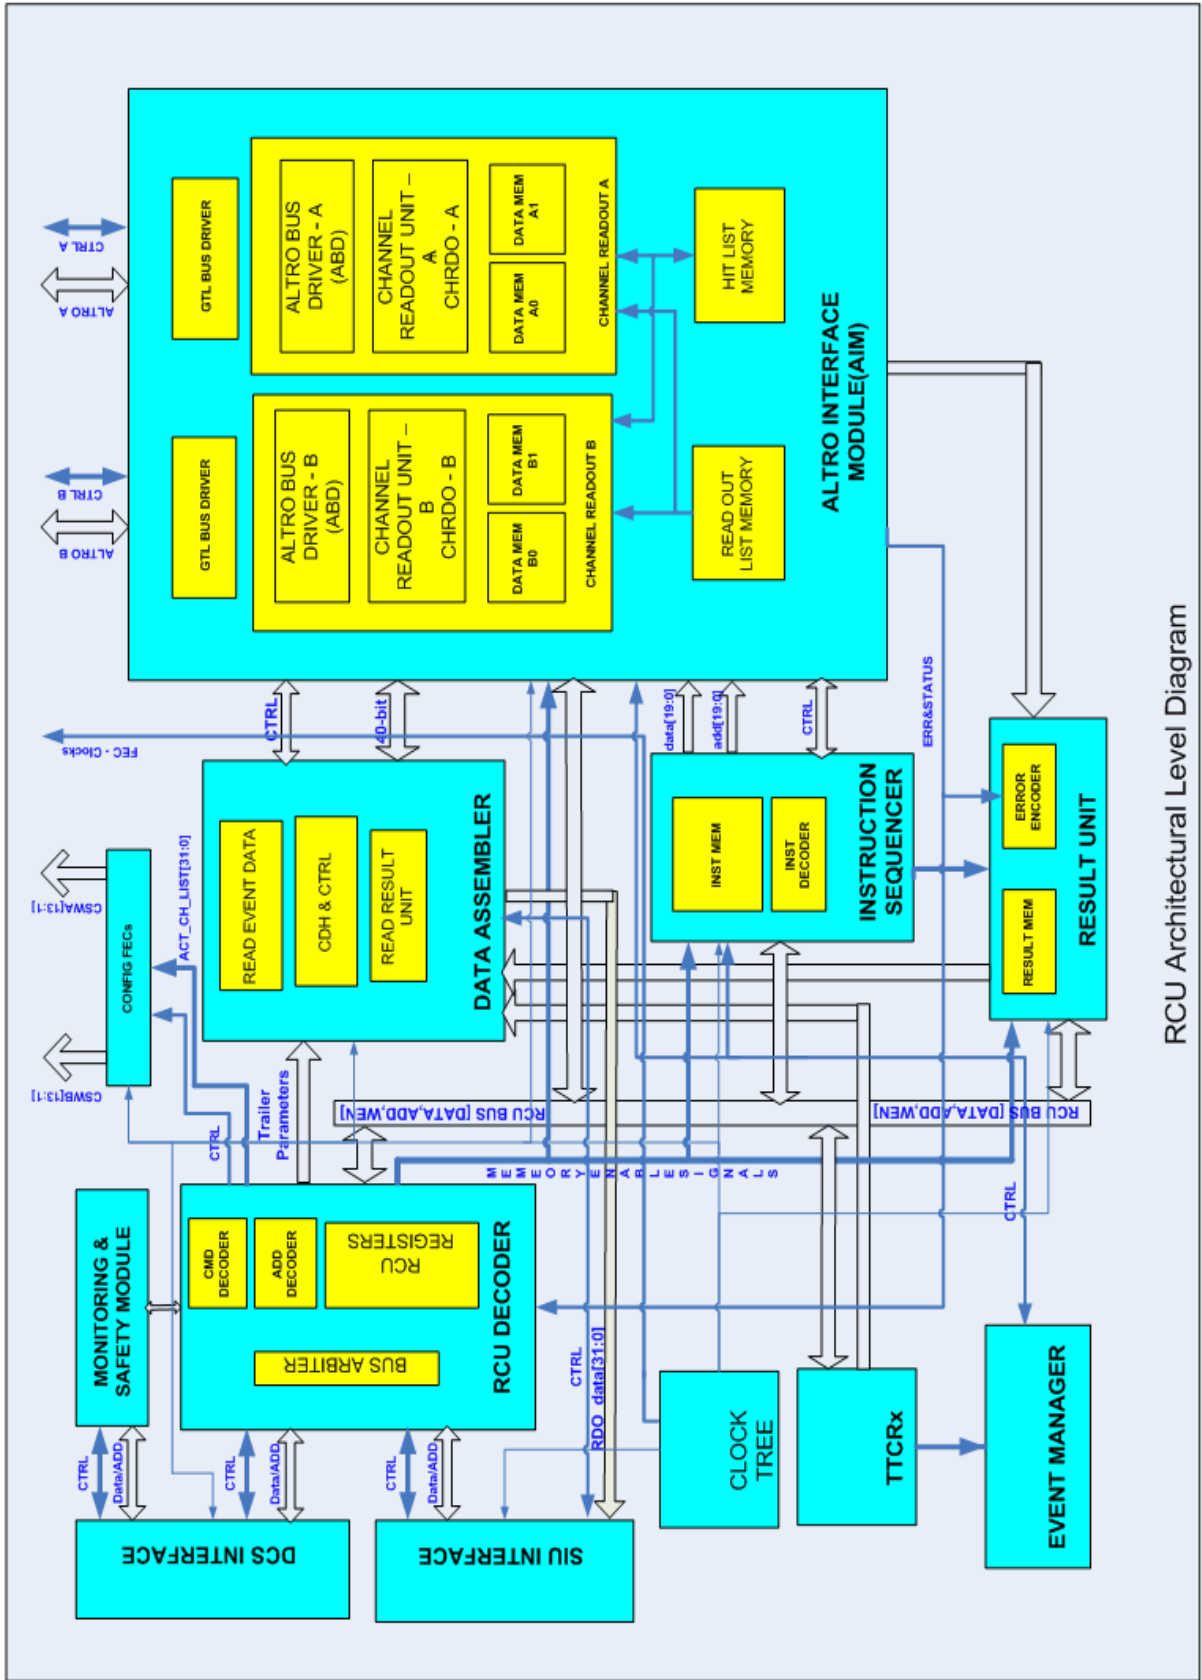 CTRL A
ALTRO A
CTRL B
ALTRO B
GTL BUS DRIVER
ALTRO BUS
DRIVER - A
(ABD)
CHANNEL
READOUT UNIT –
A
CHRDO - A
DATA MEM
A1
DATA MEM
A0
CHANNEL READOUT A
HIT LIST
MEMORY
GTL BUS DRIVER
ALTRO BUS
DRIVER - B
(ABD)
CHANNEL
READOUT UNIT –
B
CHRDO - B
DATA MEM
B1
DATA MEM
B0
CHANNEL READOUT B
READ OUT
LIST MEMORY
ALTRO INTERFACE
MODULE(AIM)
FEC - Clocks
CTRL
40-bit
data[19:0]
add[19:0]
CTRL
ERR&STATUS
CSWA[13:1]
CSWB[13:1]
CONFIG FECs
ACT_CH_LIST[31:0]
CTRL
READ EVENT DATA
CDH & CTRL
READ RESULT
UNIT
DATA ASSEMBLER
INST MEM
INST
DECODER
INSTRUCTION
SEQUENCER
ERROR
ENCODER
RESULT MEM
RESULT UNIT
Trailer
Parameters
RCU BUS [DATA,ADD,WEN]
RCU BUS [DATA,ADD,WEN]
MEMEORYENABLESIGNALS
CTRL
MONITORING &
SAFETY MODULE
CMD
DECODER
ADD
DECODER
RCU
REGISTERS
BUS ARBITER
RCU DECODER
CTRL
RDO_data[31:0]
CTRL
Data/ADD
CTRL
Data/ADD
CTRL
Data/ADD
DCS INTERFACE
SIU INTERFACE
CLOCK
TREE
TTCRx
EVENT MANAGER
RCU Architectural Level Diagram